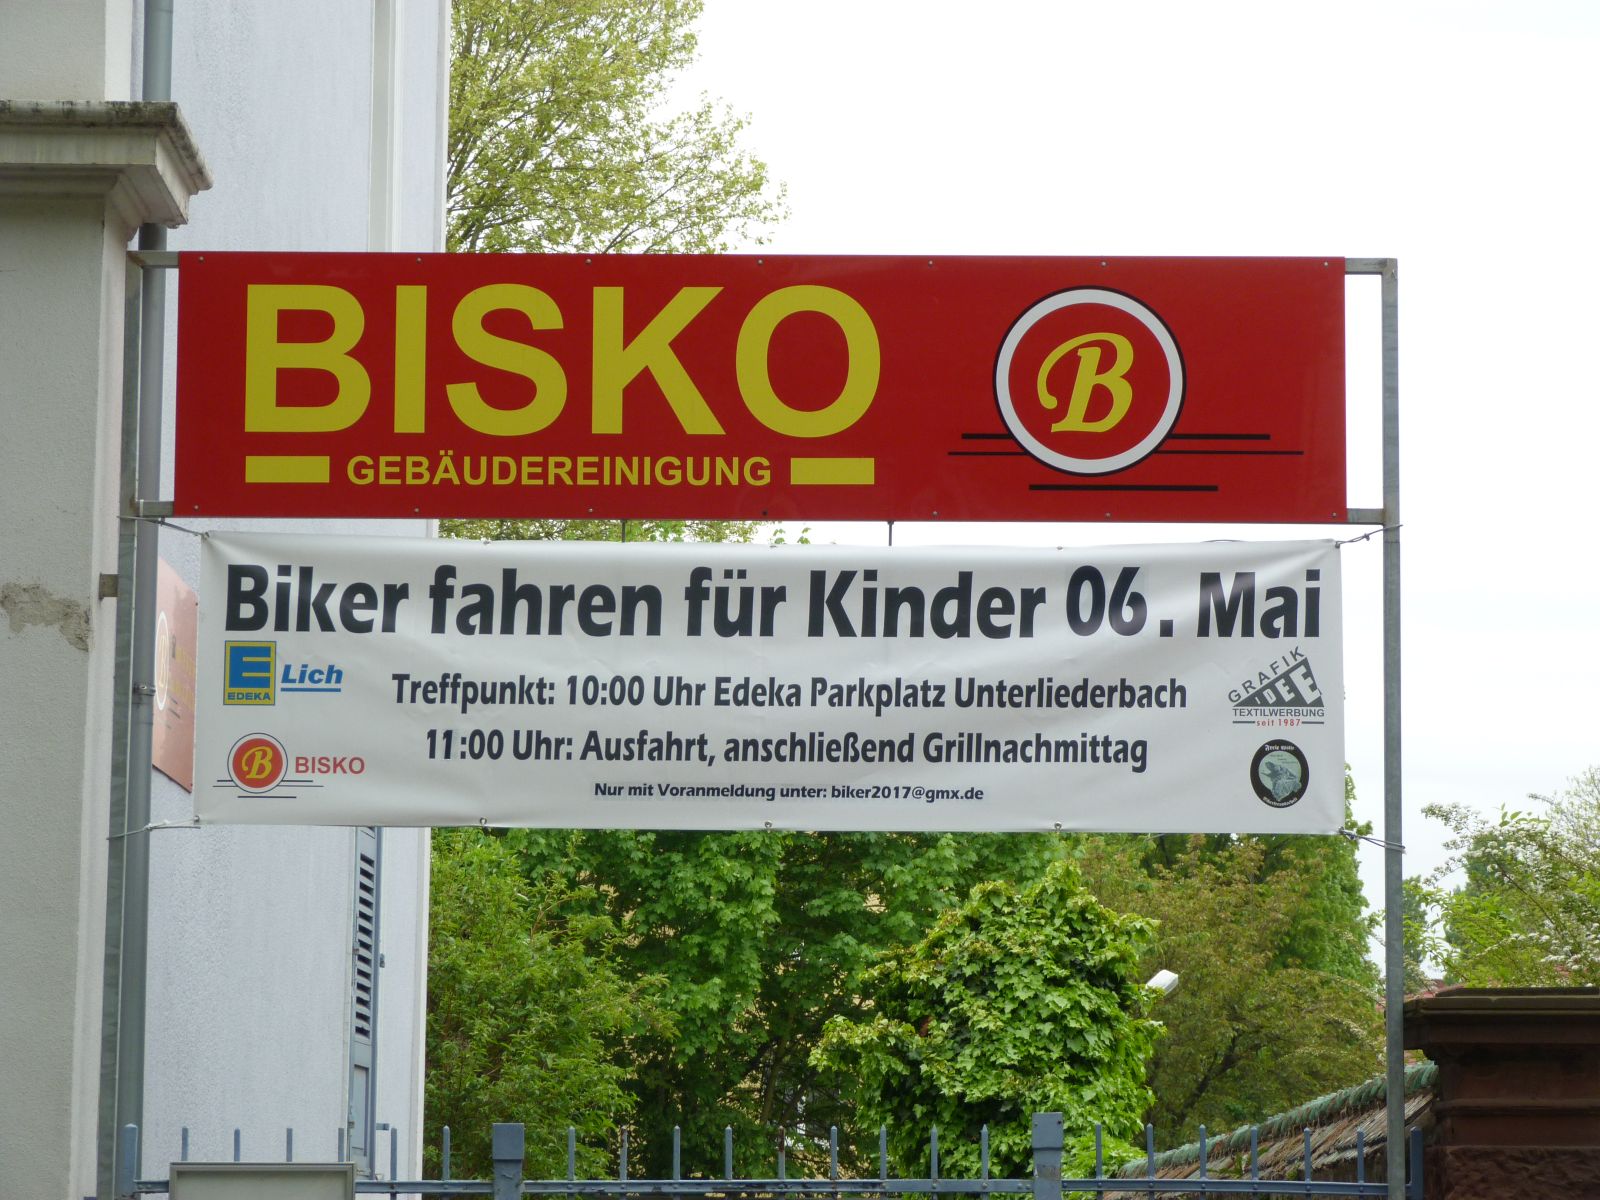 BISKO
B
GEBÄUDEREINIGUNG
Biker fahren für Kinder 06. Mai
E
EDEKA
Lich
Treffpunkt: 10:00 Uhr Edeka Parkplatz Unterliederbach
GRAFIK
IDEE
TEXTILWERBUNG
seit 1987
11:00 Uhr: Ausfahrt, anschließend Grillnachmittag
B BISKO
Nur mit Voranmeldung unter: biker2017@gmx.de